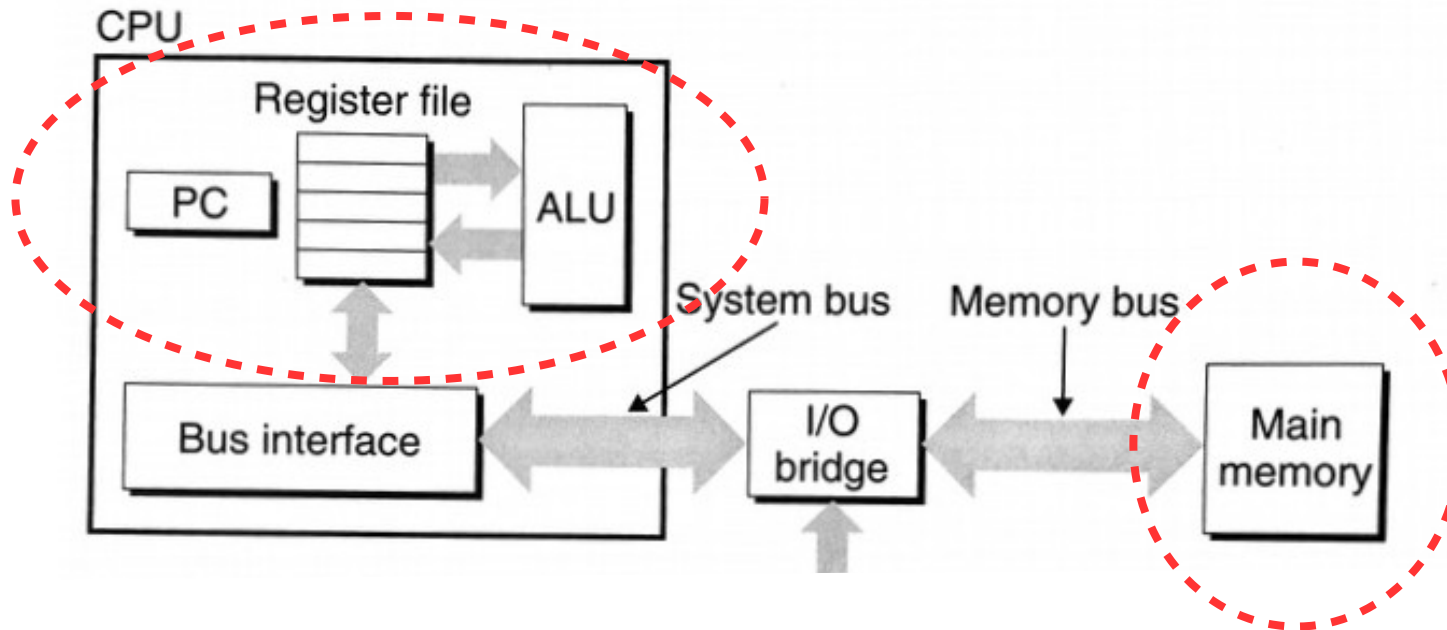 CPU
Register file
PC
ALU
System bus
Memory bus
Bus interface
I/O
bridge
Main
memory